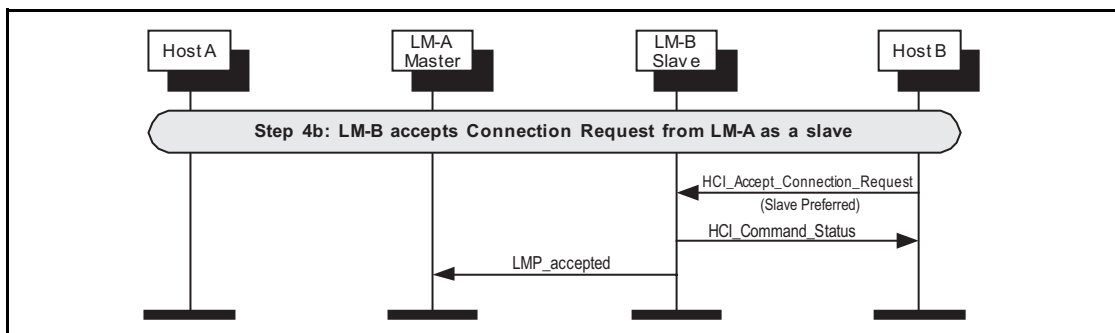 Host A
LM-A
Master
LM-B
Slave
Host B
Step 4b: LM-B accepts Connection Request from LM-A as a slave
HCI_Accept_Connection_Request
(Slave Preferred)
HCI_Command_Status
LMP_accepted